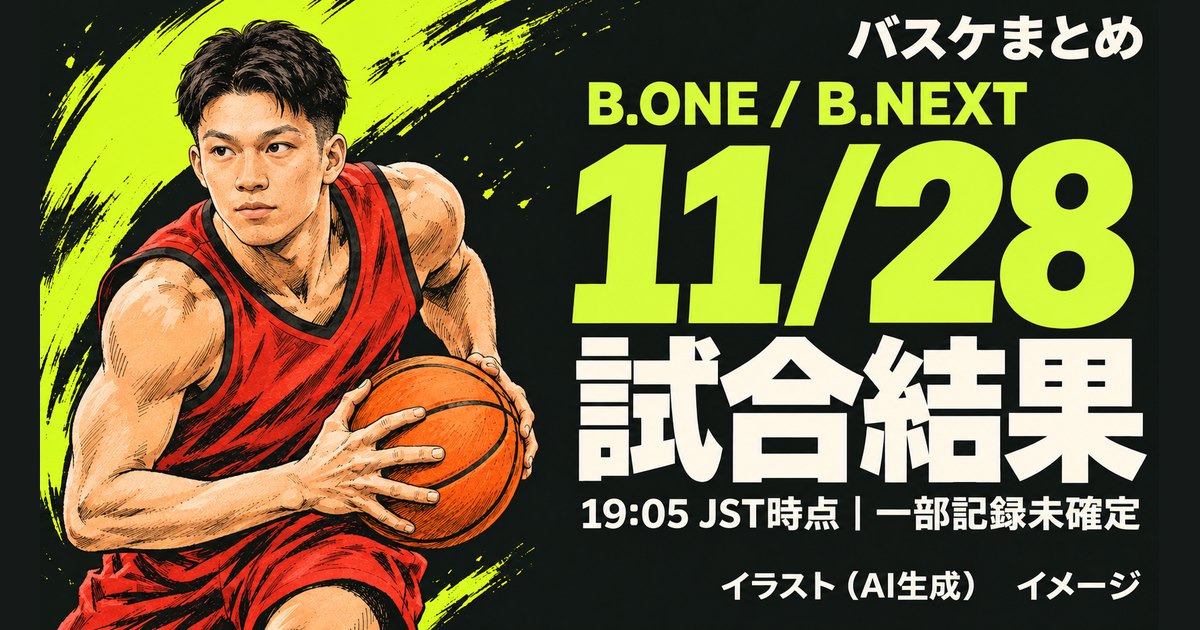 バスケまとめ
B.ONE / B.NEXT
11/28
試合結果
19:05 JST時点｜一部記録未確定
イラスト（AI生成）　イメージ